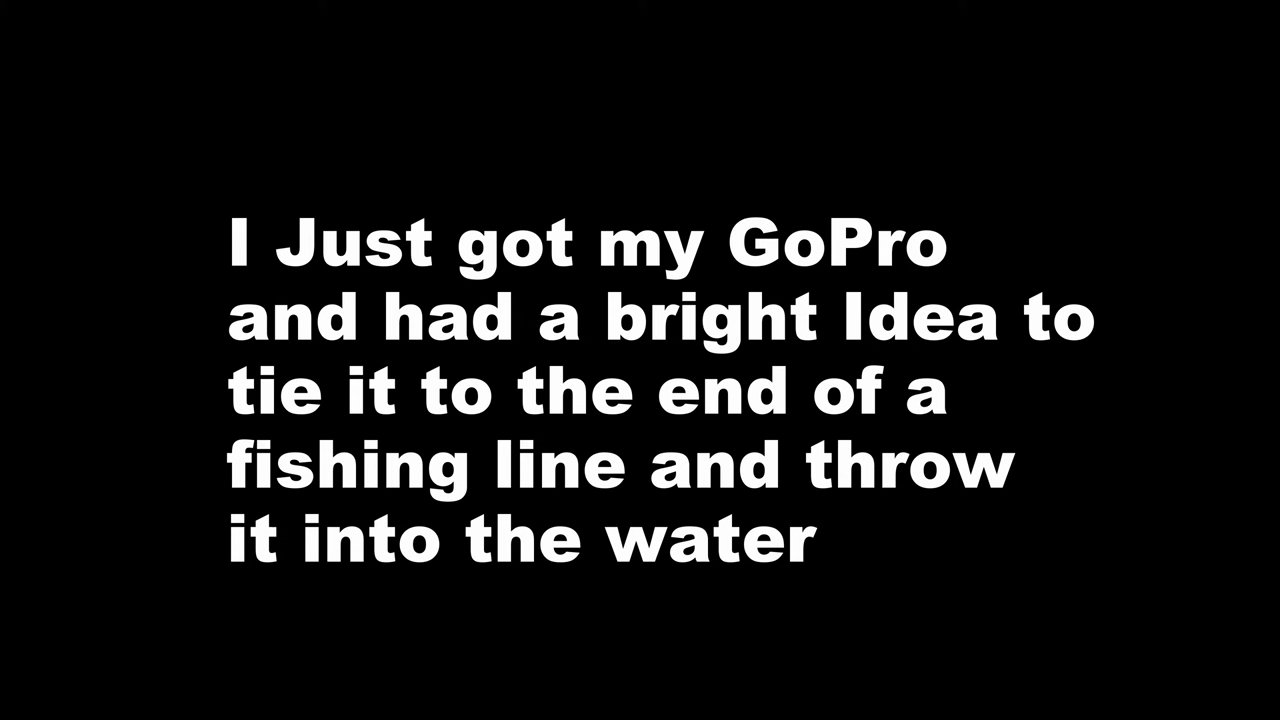 I Just got my GoPro
and had a bright Idea to
tie it to the end of a
fishing line and throw
it into the water